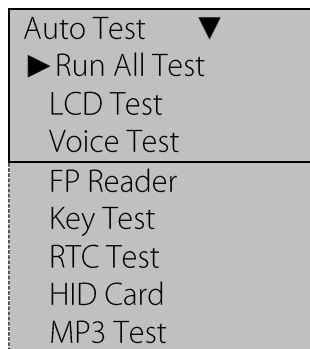 Auto Test ▼
▶Run All Test
LCD Test
Voice Test
FP Reader
Key Test
RTC Test
HID Card
MP3 Test